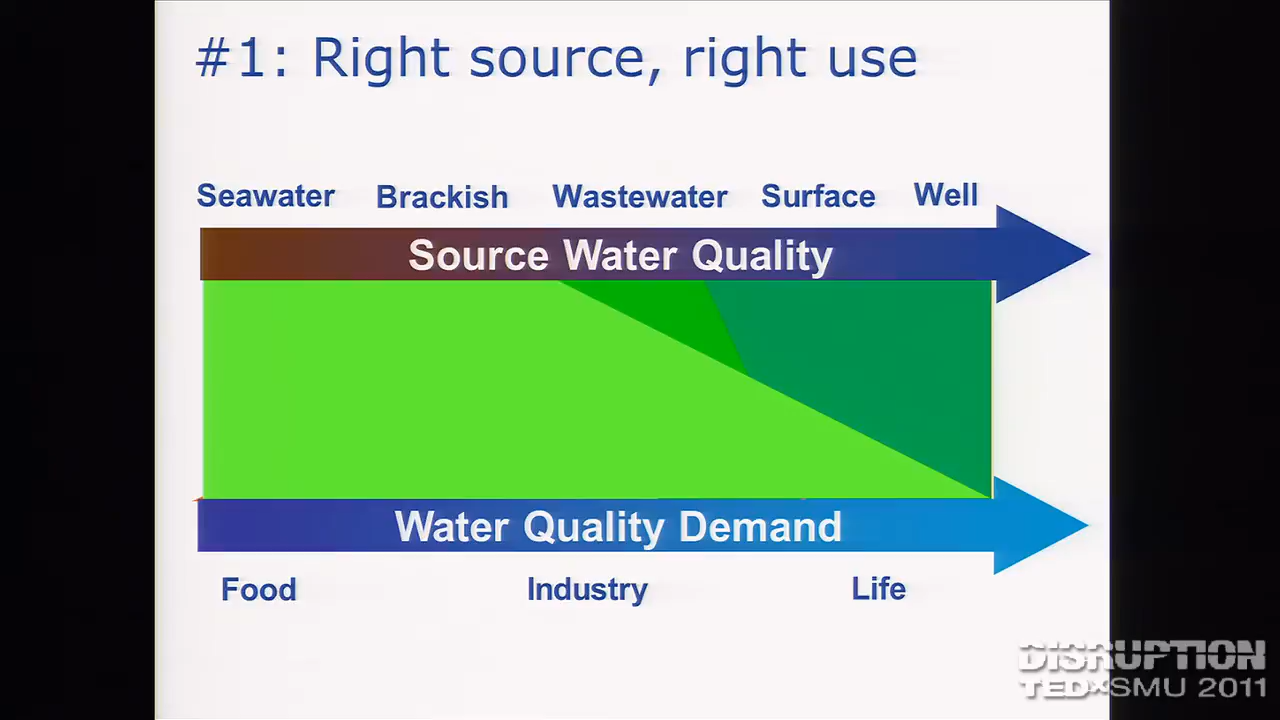 #1: Right source, right use
Seawater Brackish Wastewater Surface Well
Source Water Quality
Water Quality Demand
Food Industry Life
DISRUPTION
TEDxSMU 2011